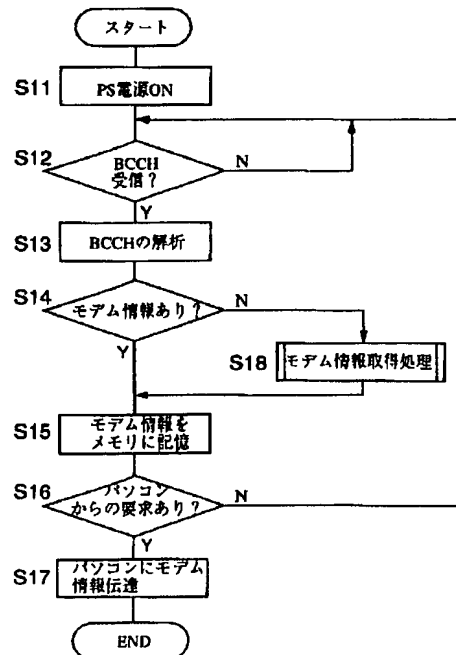 スタート
S11
PS電源ON
S12
BCCH
受信？
N
Y
S13
BCCHの解析
S14
モデム情報あり？
N
Y
S18
モデム情報取得処理
S15
モデム情報を
メモリに記憶
S16
パソコン
からの要求あり？
N
Y
S17
パソコンにモデム
情報伝達
END